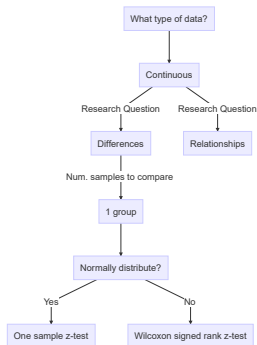 What type of data?
Continuous
Research Question
Research Question
Differences
Relationships
Num. samples to compare
1 group
Normally distribute?
Yes
No
One sample z-test
Wilcoxon signed rank z-test